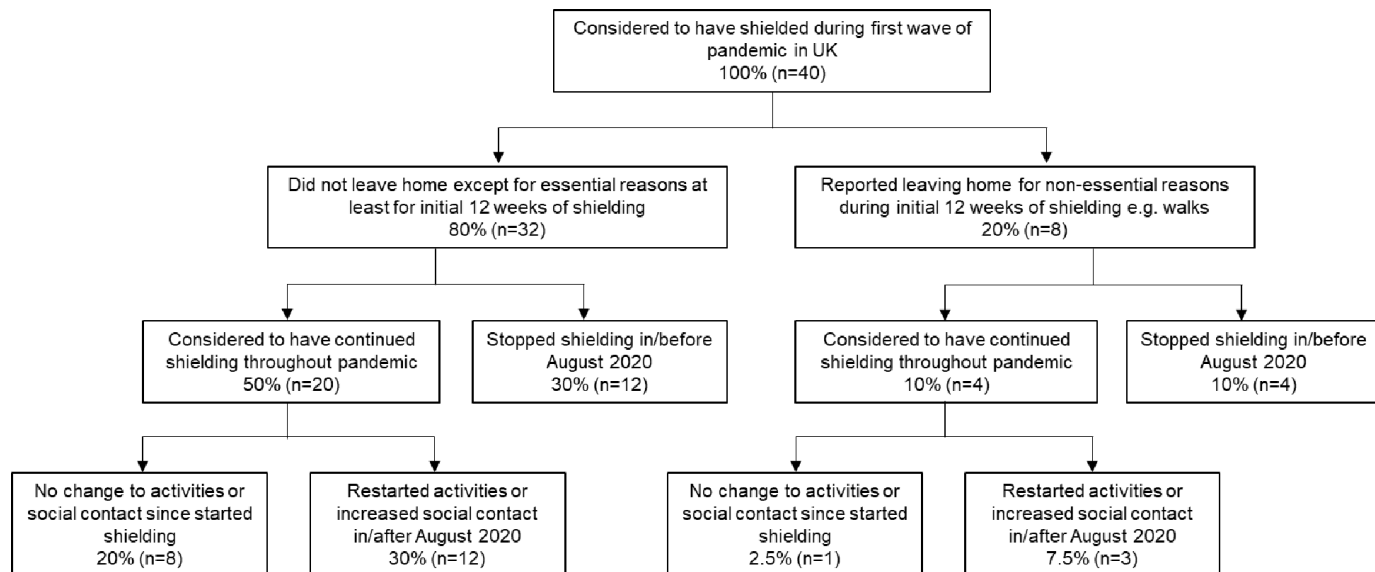 Considered to have shielded during first wave of
pandemic in UK
100% (n=40)
Did not leave home except for essential reasons at
least for initial 12 weeks of shielding
80% (n=32)
Reported leaving home for non-essential reasons
during initial 12 weeks of shielding e.g. walks
20% (n=8)
Considered to have continued
shielding throughout pandemic
50% (n=20)
Stopped shielding in/before
August 2020
30% (n=12)
Considered to have continued
shielding throughout pandemic
10% (n=4)
Stopped shielding in/before
August 2020
10% (n=4)
No change to activities or
social contact since started
shielding
20% (n=8)
Restarted activities or
increased social contact
in/after August 2020
30% (n=12)
No change to activities or
social contact since started
shielding
2.5% (n=1)
Restarted activities or
increased social contact
in/after August 2020
7.5% (n=3)